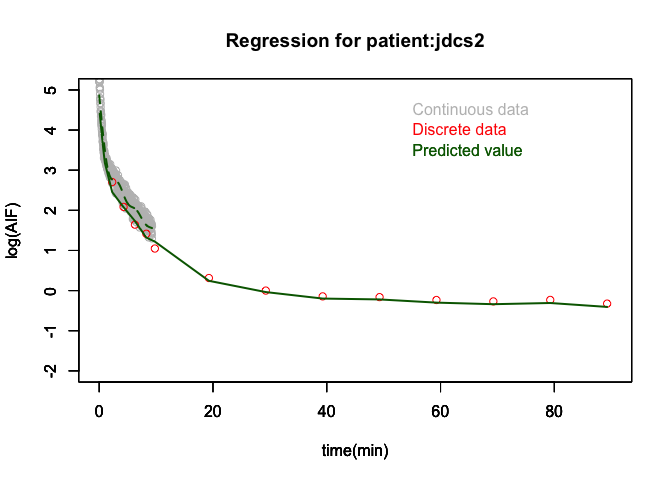 Regression for patient:jdcs2
Continuous data
Discrete data
Predicted value
log(AIF)
5
4
3
2
1
0
-1
-2
0 20 40 60 80
time(min)